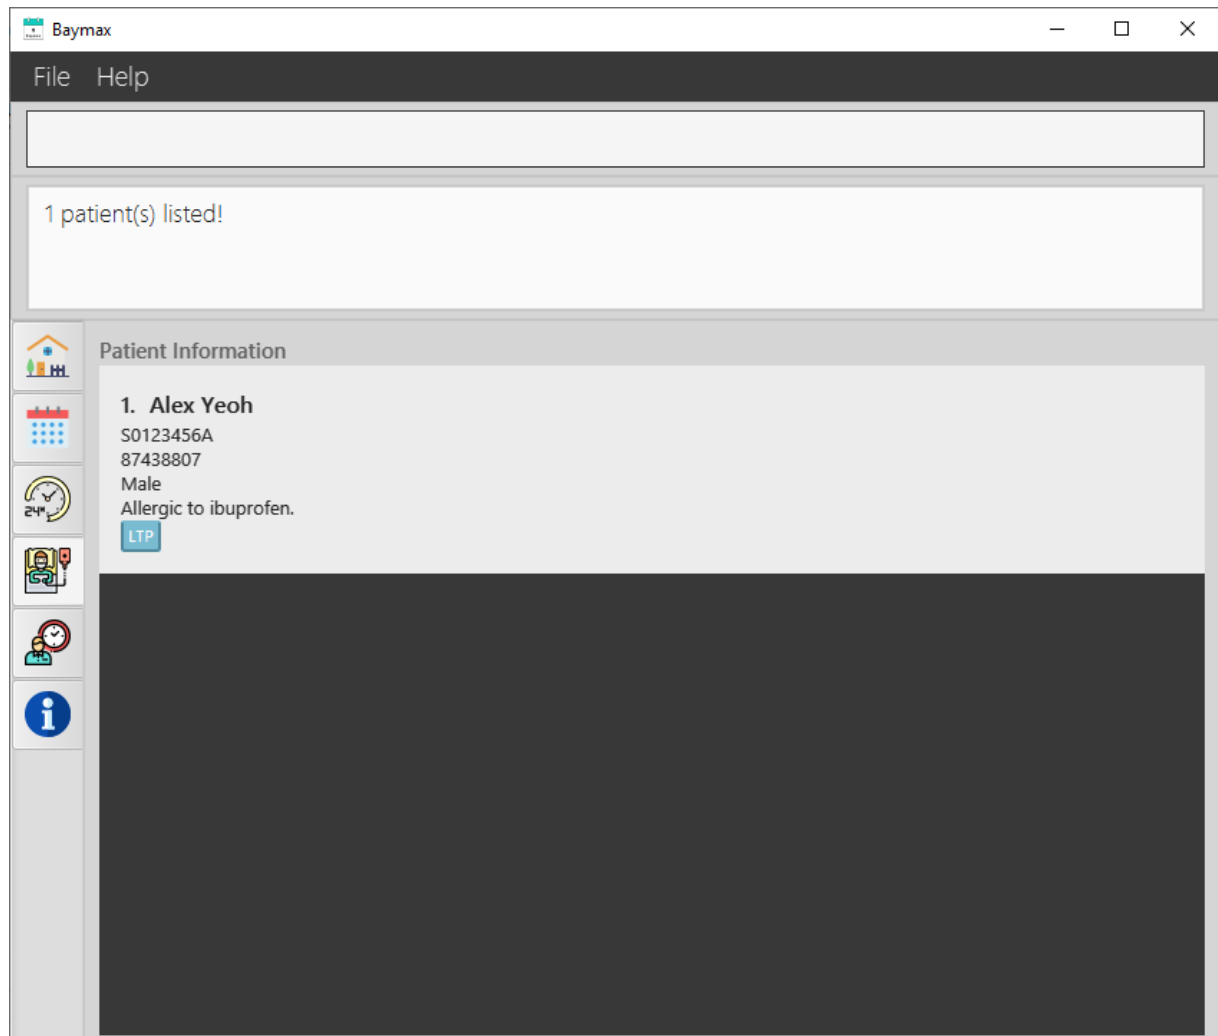 Baymax
File Help
1 patient(s) listed!
Patient Information
1. Alex Yeoh
S0123456A
87438807
Male
Allergic to ibuprofen.
LTP